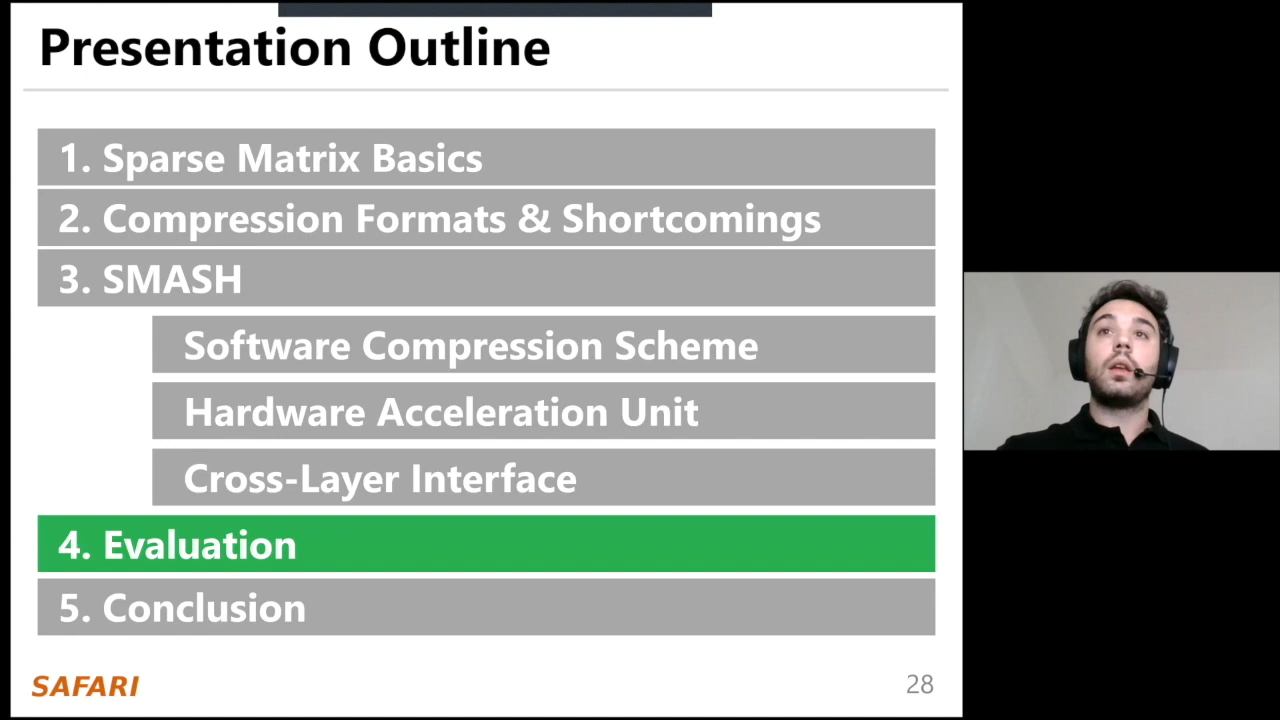 Presentation Outline
1. Sparse Matrix Basics
2. Compression Formats & Shortcomings
3. SMASH
Software Compression Scheme
Hardware Acceleration Unit
Cross-Layer Interface
4. Evaluation
5. Conclusion
SAFARI
28